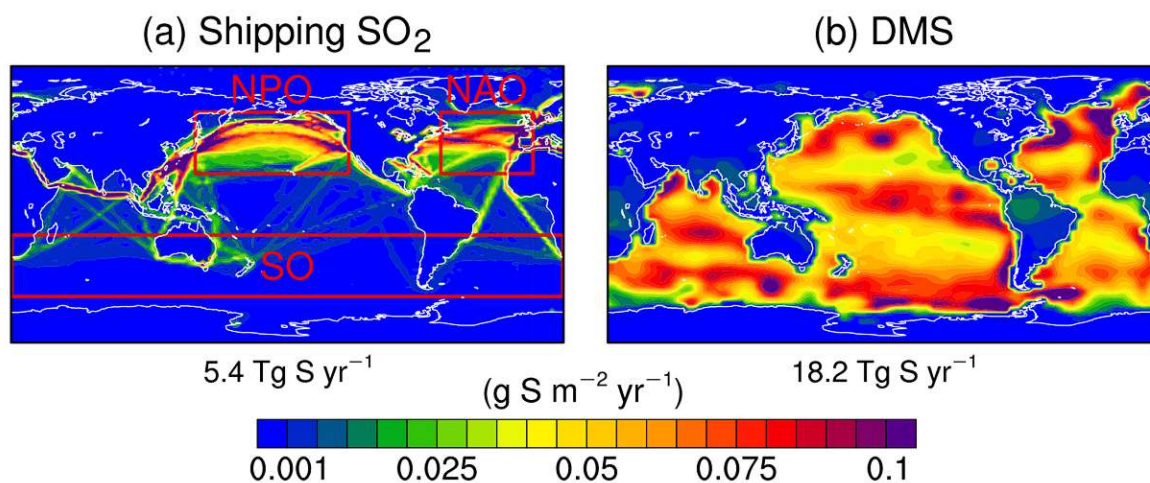 (a) Shipping SO₂
(b) DMS
NPO
NAO
SO
5.4 Tg S yr⁻¹
18.2 Tg S yr⁻¹
(g S m⁻² yr⁻¹)
0.001 0.025 0.05 0.075 0.1